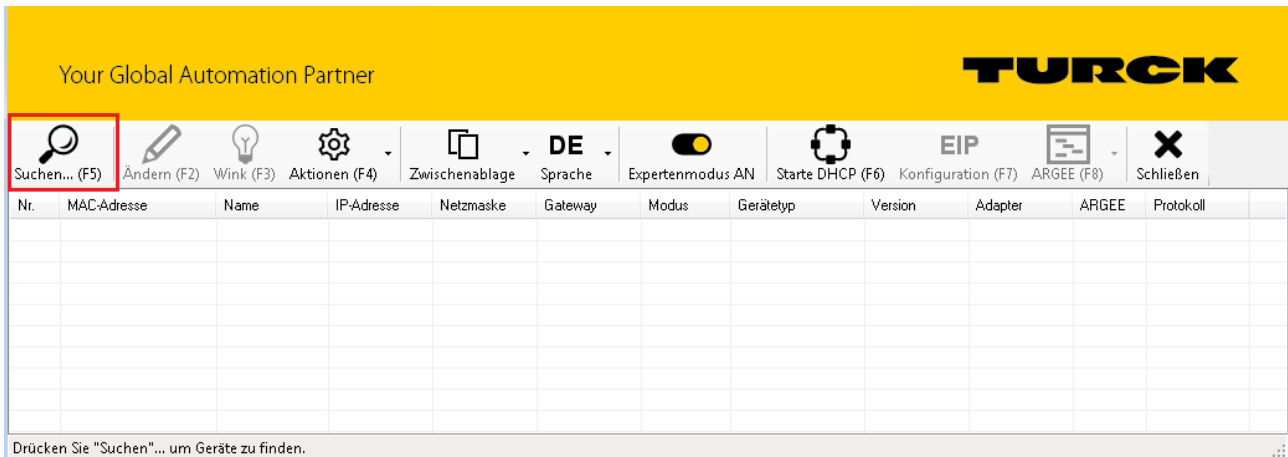 Your Global Automation Partner
TURCK
Suchen... (F5) Ändern (F2) Wink (F3) Aktionen (F4) Zwischenablage DE Sprache Expertenmodus AN Starte DHCP (F6) EIP Konfiguration (F7) ARGEE (F8) Schließen
Nr. MAC-Adresse Name IP-Adresse Netzmaske Gateway Modus Gerätetyp Version Adapter ARGEE Protokoll
Drücken Sie "Suchen"... um Geräte zu finden.